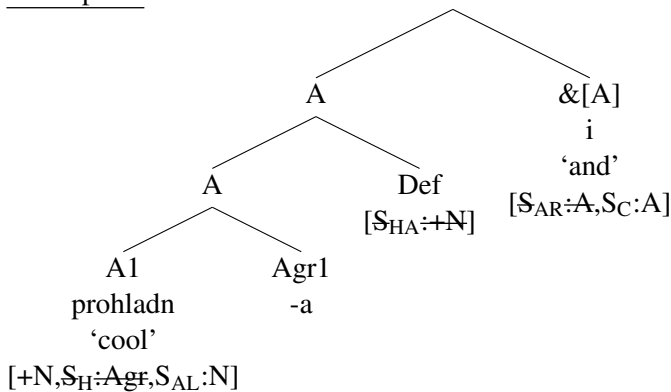 A &[A]
i
‘and’
A Def [S_AR:A,S_C:A]
[S_HA:+N]
A1 Agr1
prohladn -a
‘cool’
[+N,S_H:Agr,S_AL:N]